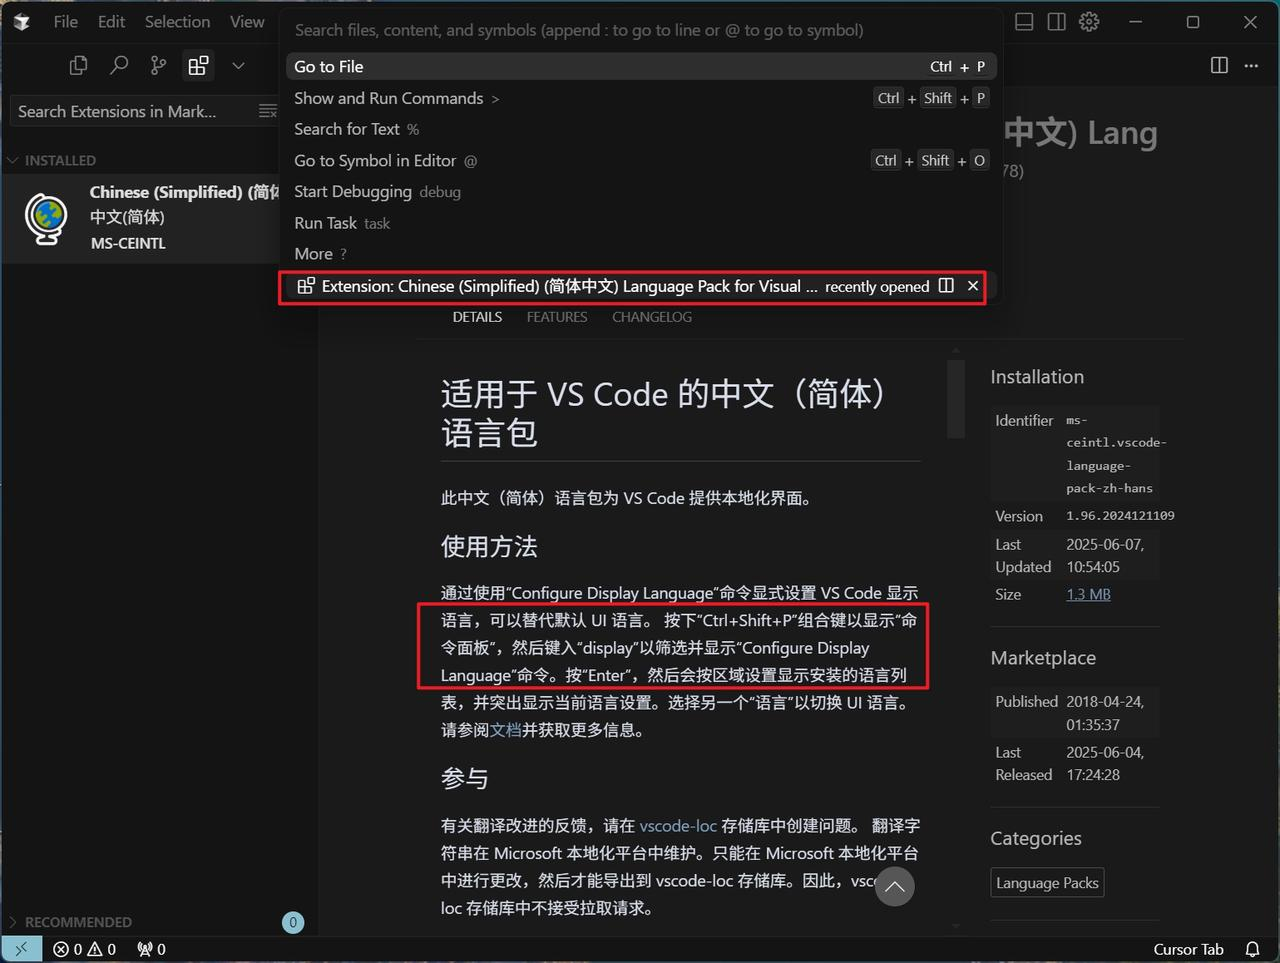 File Edit Selection View
Search files, content, and symbols (append : to go to line or @ to go to symbol)
Go to File Ctrl + P
Show and Run Commands > Ctrl + Shift + P
Search for Text %
Go to Symbol in Editor @ Ctrl + Shift + O
Start Debugging debug
Run Task task
More ?
Extension: Chinese (Simplified) (简体中文) Language Pack for Visual ... recently opened
Search Extensions in Mark...
INSTALLED
Chinese (Simplified) (简体
中文(简体)
MS-CEINTL
中文) Lang
78)
DETAILS FEATURES CHANGELOG
适用于 VS Code 的中文（简体）
语言包
此中文（简体）语言包为 VS Code 提供本地化界面。
使用方法
通过使用“Configure Display Language”命令显式设置 VS Code 显示
语言，可以替代默认 UI 语言。 按下“Ctrl+Shift+P”组合键以显示“命
令面板”，然后键入“display”以筛选并显示“Configure Display
Language”命令。按“Enter”，然后会按区域设置显示安装的语言列
表，并突出显示当前语言设置。选择另一个“语言”以切换 UI 语言。
请参阅文档并获取更多信息。
参与
有关翻译改进的反馈，请在 vscode-loc 存储库中创建问题。 翻译字
符串在 Microsoft 本地化平台中维护。只能在 Microsoft 本地化平台
中进行更改，然后才能导出到 vscode-loc 存储库。因此，vsc
loc 存储库中不接受拉取请求。
Installation
Identifier ms-
ceintl.vscode-
language-
pack-zh-hans
Version 1.96.2024121109
Last 2025-06-07,
Updated 10:54:05
Size 1.3 MB
Marketplace
Published 2018-04-24,
01:35:37
Last 2025-06-04,
Released 17:24:28
Categories
Language Packs
RECOMMENDED 0
0 0 0
Cursor Tab